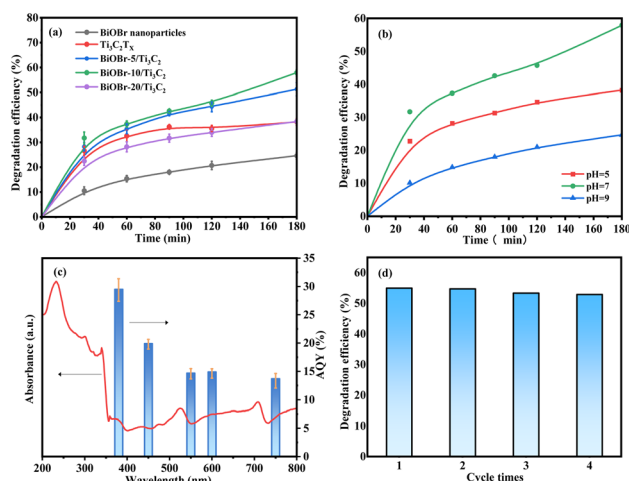 (a)
BiOBr nanoparticles
Ti₃C₂Tₓ
BiOBr-5/Ti₃C₂
BiOBr-10/Ti₃C₂
BiOBr-20/Ti₃C₂
Degradation efficiency (%)
80
70
60
50
40
30
20
10
0
0 20 40 60 80 100 120 140 160 180
Time (min)
(b)
Degradation efficiency (%)
60
50
40
30
20
10
0
pH=5
pH=7
pH=9
0 20 40 60 80 100 120 140 160 180
Time ( min)
(c)
Absorbance (a.u.)
35
30
25
20
15
10
5
0
AQY (%)
200 300 400 500 600 700 800
Wavelength (nm)
(d)
Degradation efficiency (%)
60
50
40
30
20
10
0
1 2 3 4
Cycle times